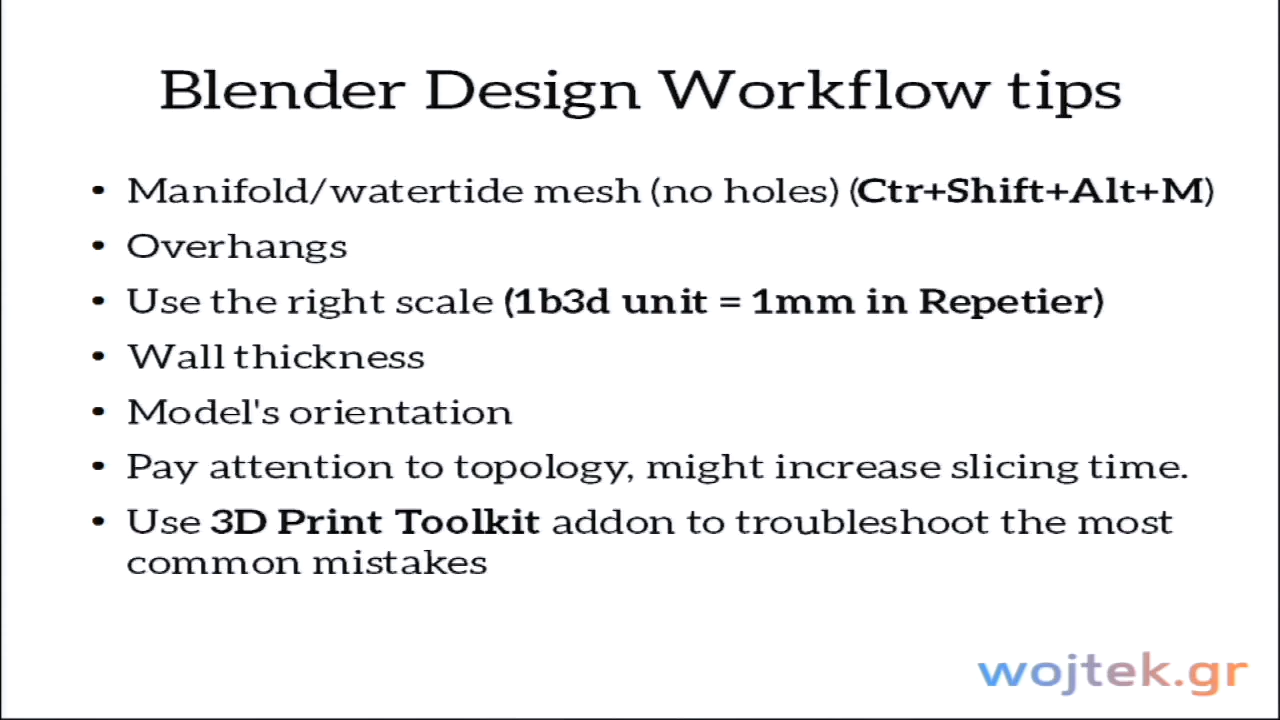 Blender Design Workflow tips
• Manifold/watertide mesh (no holes) (Ctr+Shift+Alt+M)
• Overhangs
• Use the right scale (1b3d unit = 1mm in Repetier)
• Wall thickness
• Model's orientation
• Pay attention to topology, might increase slicing time.
• Use 3D Print Toolkit addon to troubleshoot the most
common mistakes
wojtek.gr